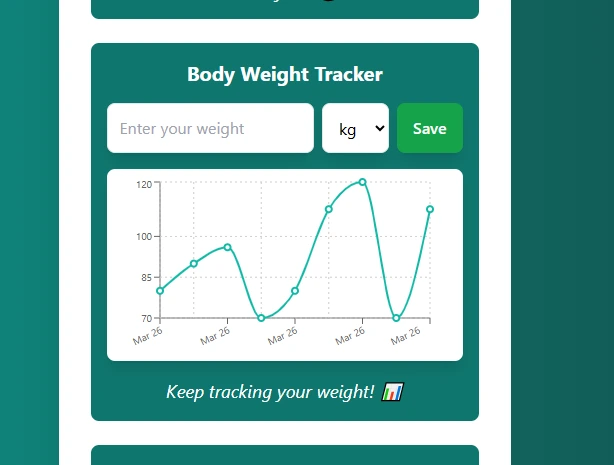 Body Weight Tracker
Enter your weight
kg
Save
120
100
85
70
Mar 26
Mar 26
Mar 26
Mar 26
Mar 26
Keep tracking your weight! 📊